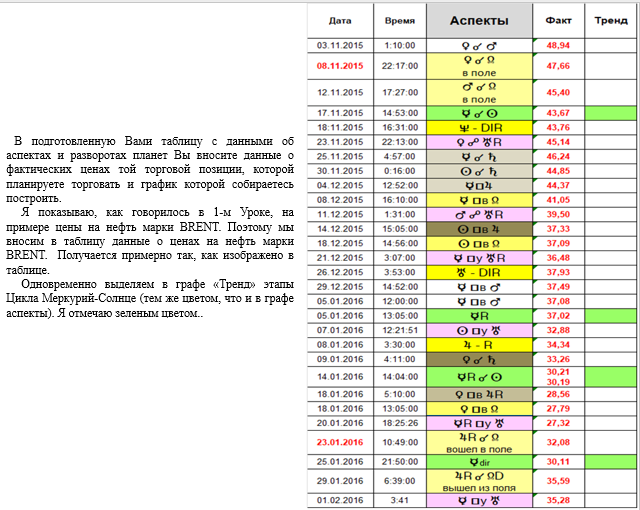 В подготовленную Вами таблицу с данными об
аспектах и разворотах планет Вы вносите данные о
фактических ценах той торговой позиции, которой
планируете торговать и график которой собираетесь
построить.
Я показываю, как говорилось в 1-м Уроке, на
примере цены на нефть марки BRENT. Поэтому мы
вносим в таблицу данные о ценах на нефть марки
BRENT. Получается примерно так, как изображено в
таблице.
Одновременно выделяем в графе «Тренд» этапы
Цикла Меркурий-Солнце (тем же цветом, что и в графе
аспекты). Я отмечаю зеленым цветом..
Дата Время Аспекты Факт Тренд
03.11.2015 1:10:00 ♀ ☌ ♂ 48,94
08.11.2015 22:17:00 ♀ ☌ ☊ в поле 47,66
12.11.2015 17:27:00 ♂ ☌ ☊ в поле 45,40
17.11.2015 14:53:00 ☿ ☌ ☉ 43,67
18.11.2015 16:31:00 ♆ - DIR 43,76
23.11.2015 22:13:00 ♀ ☍ ♅R 45,14
25.11.2015 4:57:00 ☿ ☌ ♄ 46,24
30.11.2015 0:16:00 ☉ ☌ ♄ 44,85
04.12.2015 12:52:00 ☿□♃ 44,37
08.12.2015 16:10:00 ☿ □в ☊ 41,05
11.12.2015 1:31:00 ♂ ☍ ♅R 39,50
14.12.2015 15:05:00 ☉ □в ♃ 37,33
18.12.2015 14:56:00 ☉ □в ☊ 37,09
21.12.2015 3:07:00 ☿ □у ♅R 36,48
26.12.2015 3:53:00 ♅ - DIR 37,93
29.12.2015 14:52:00 ☿ □в ♂ 37,49
05.01.2016 12:00:00 ☿ □в ♂ 37,08
05.01.2016 13:05:00 ☿R 37,02
07.01.2016 12:21:51 ☉ □у ♅ 32,88
08.01.2016 3:30:00 ♃ - R 34,34
09.01.2016 4:11:00 ♀ ☌ ♄ 33,26
14.01.2016 14:04:00 ☿R ☌ ☉ 30,21 30,19
18.01.2016 5:10:00 ♀ □в ♃R 28,56
18.01.2016 13:05:00 ♀ □в ☊ 27,79
20.01.2016 18:25:26 ☿R □у ♅ 27,32
23.01.2016 10:49:00 ♃R ☌ ☊ вошел в поле 32,08
25.01.2016 21:50:00 ☿dir 30,11
29.01.2016 6:39:00 ♃R ☌ ☊D вышел из поля 35,59
01.02.2016 3:41 ☿ □у ♅ 35,28